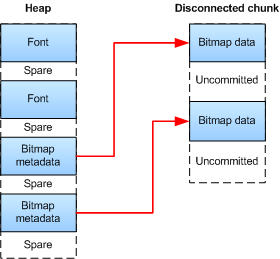 Heap
Font
Spare
Font
Spare
Bitmap
metadata
Spare
Bitmap
metadata
Spare
Disconnected chunk
Bitmap data
Uncommitted
Bitmap data
Uncommitted